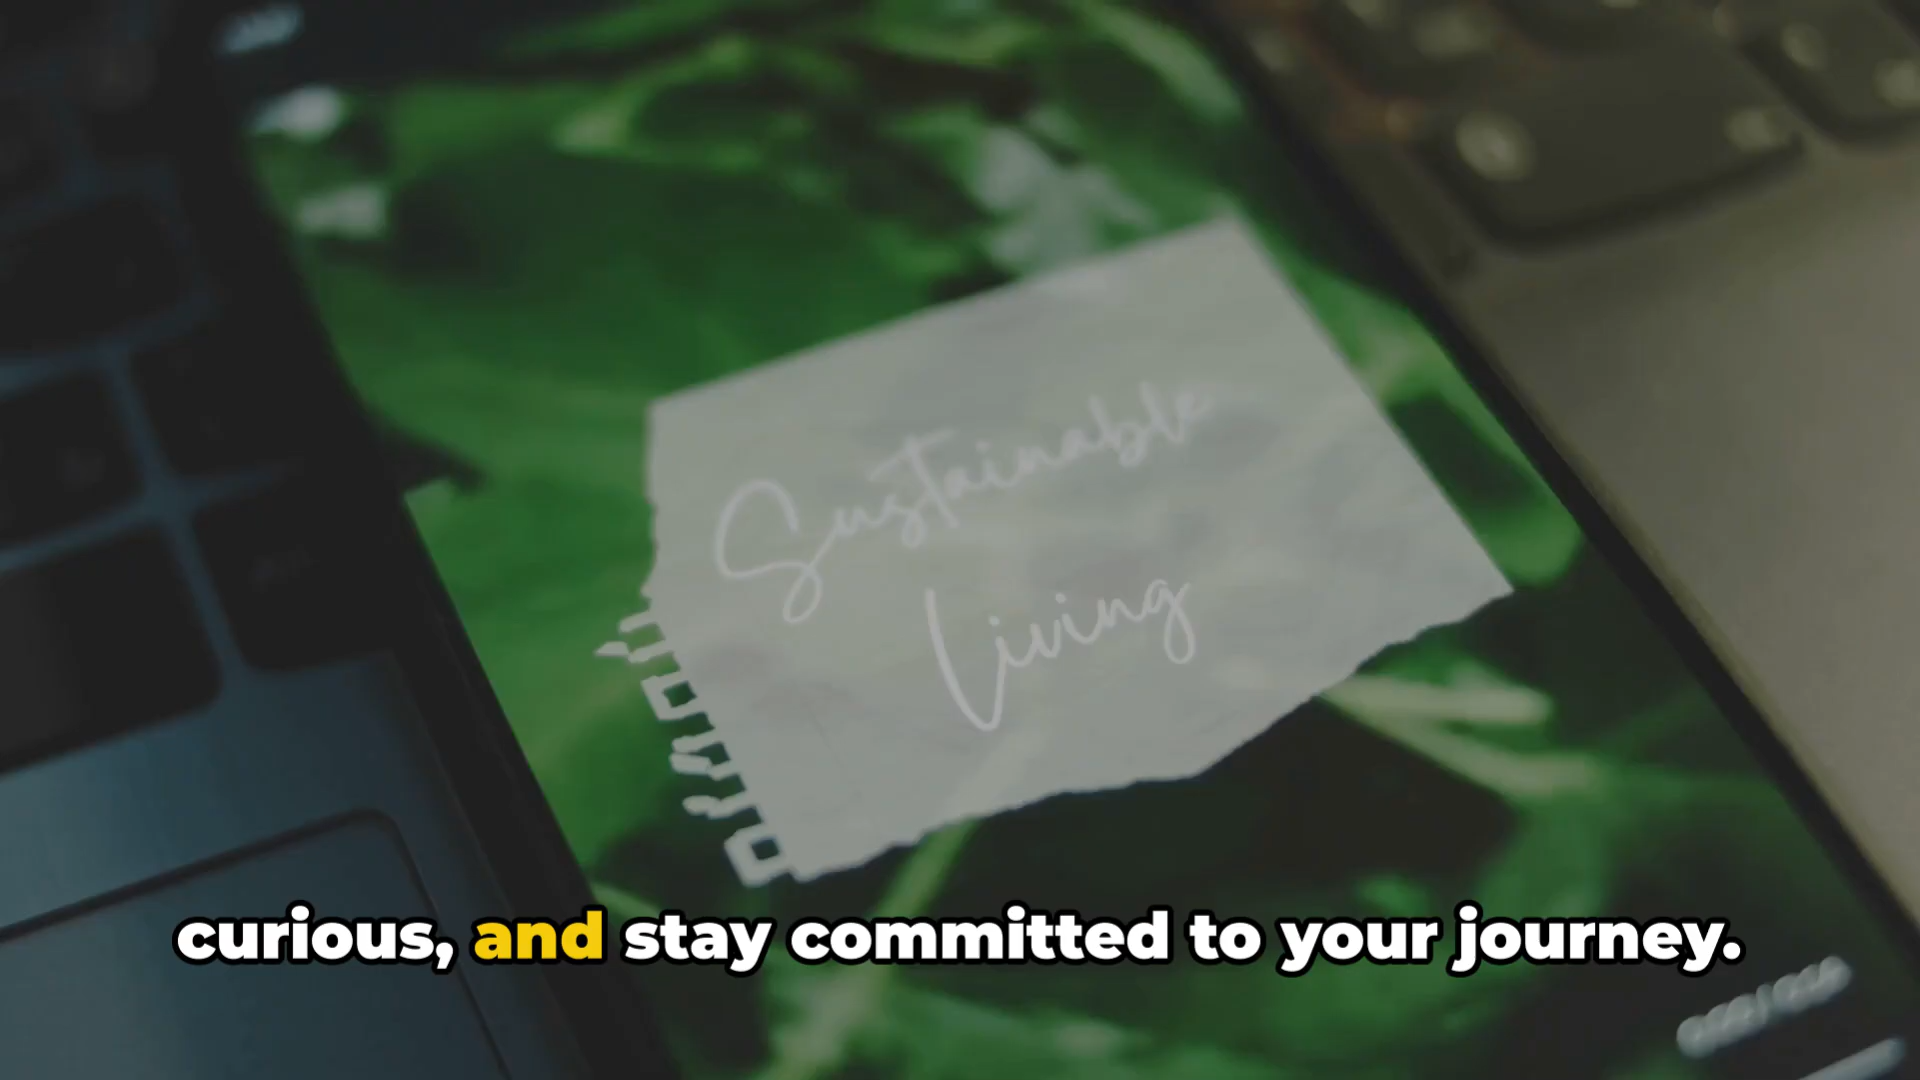 Sustainable
Living
curious, and stay committed to your journey.